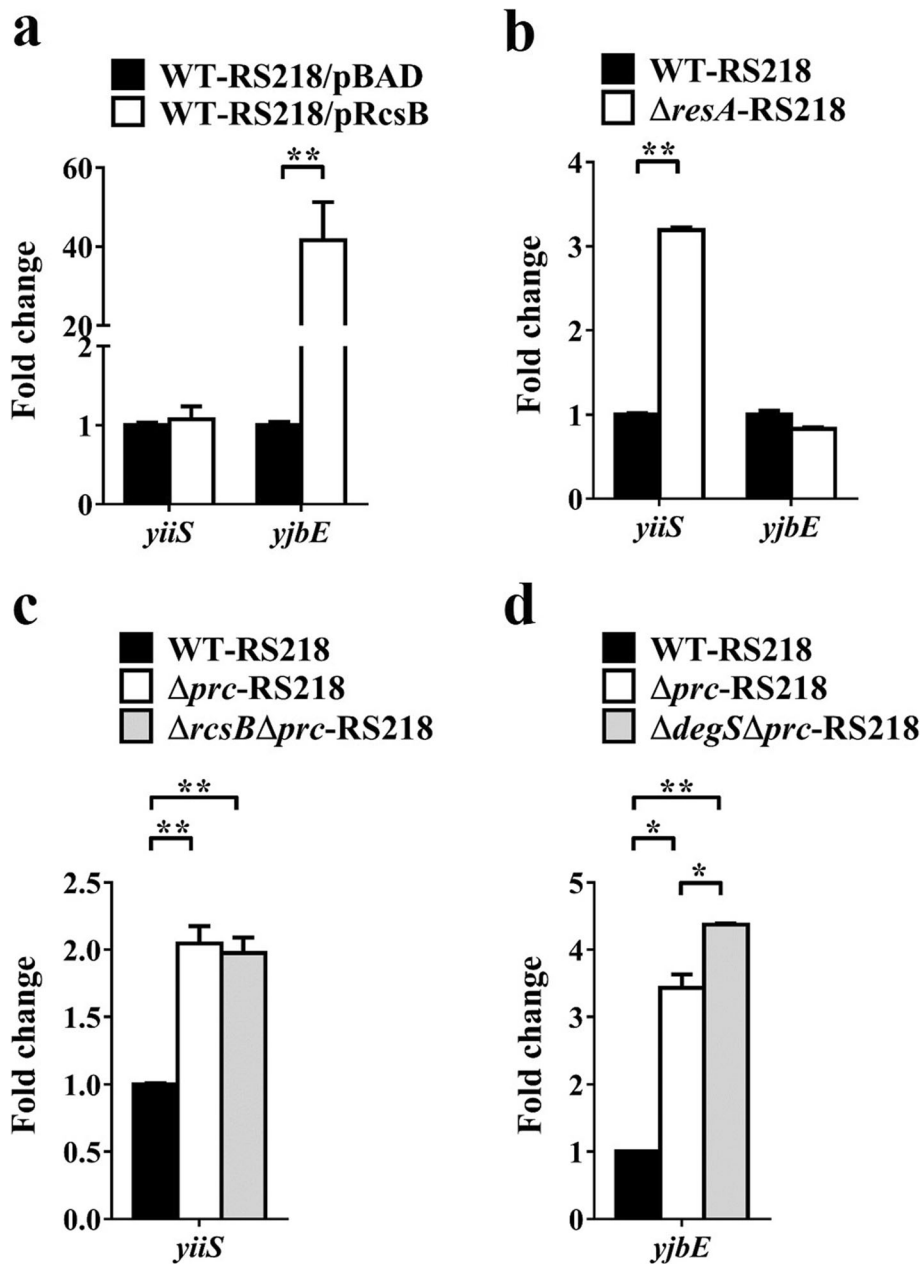 a
WT-RS218/pBAD
WT-RS218/pRcsB
**
Fold change
60
40
20
2
1
0
yiiS
yjbE
b
WT-RS218
ΔresA-RS218
**
Fold change
4
3
2
1
0
yiiS
yjbE
c
WT-RS218
Δprc-RS218
ΔrcsBΔprc-RS218
**
**
Fold change
2.5
2.0
1.5
1.0
0.5
0.0
yiiS
d
WT-RS218
Δprc-RS218
ΔdegSΔprc-RS218
**
*
*
Fold change
5
4
3
2
1
0
yjbE